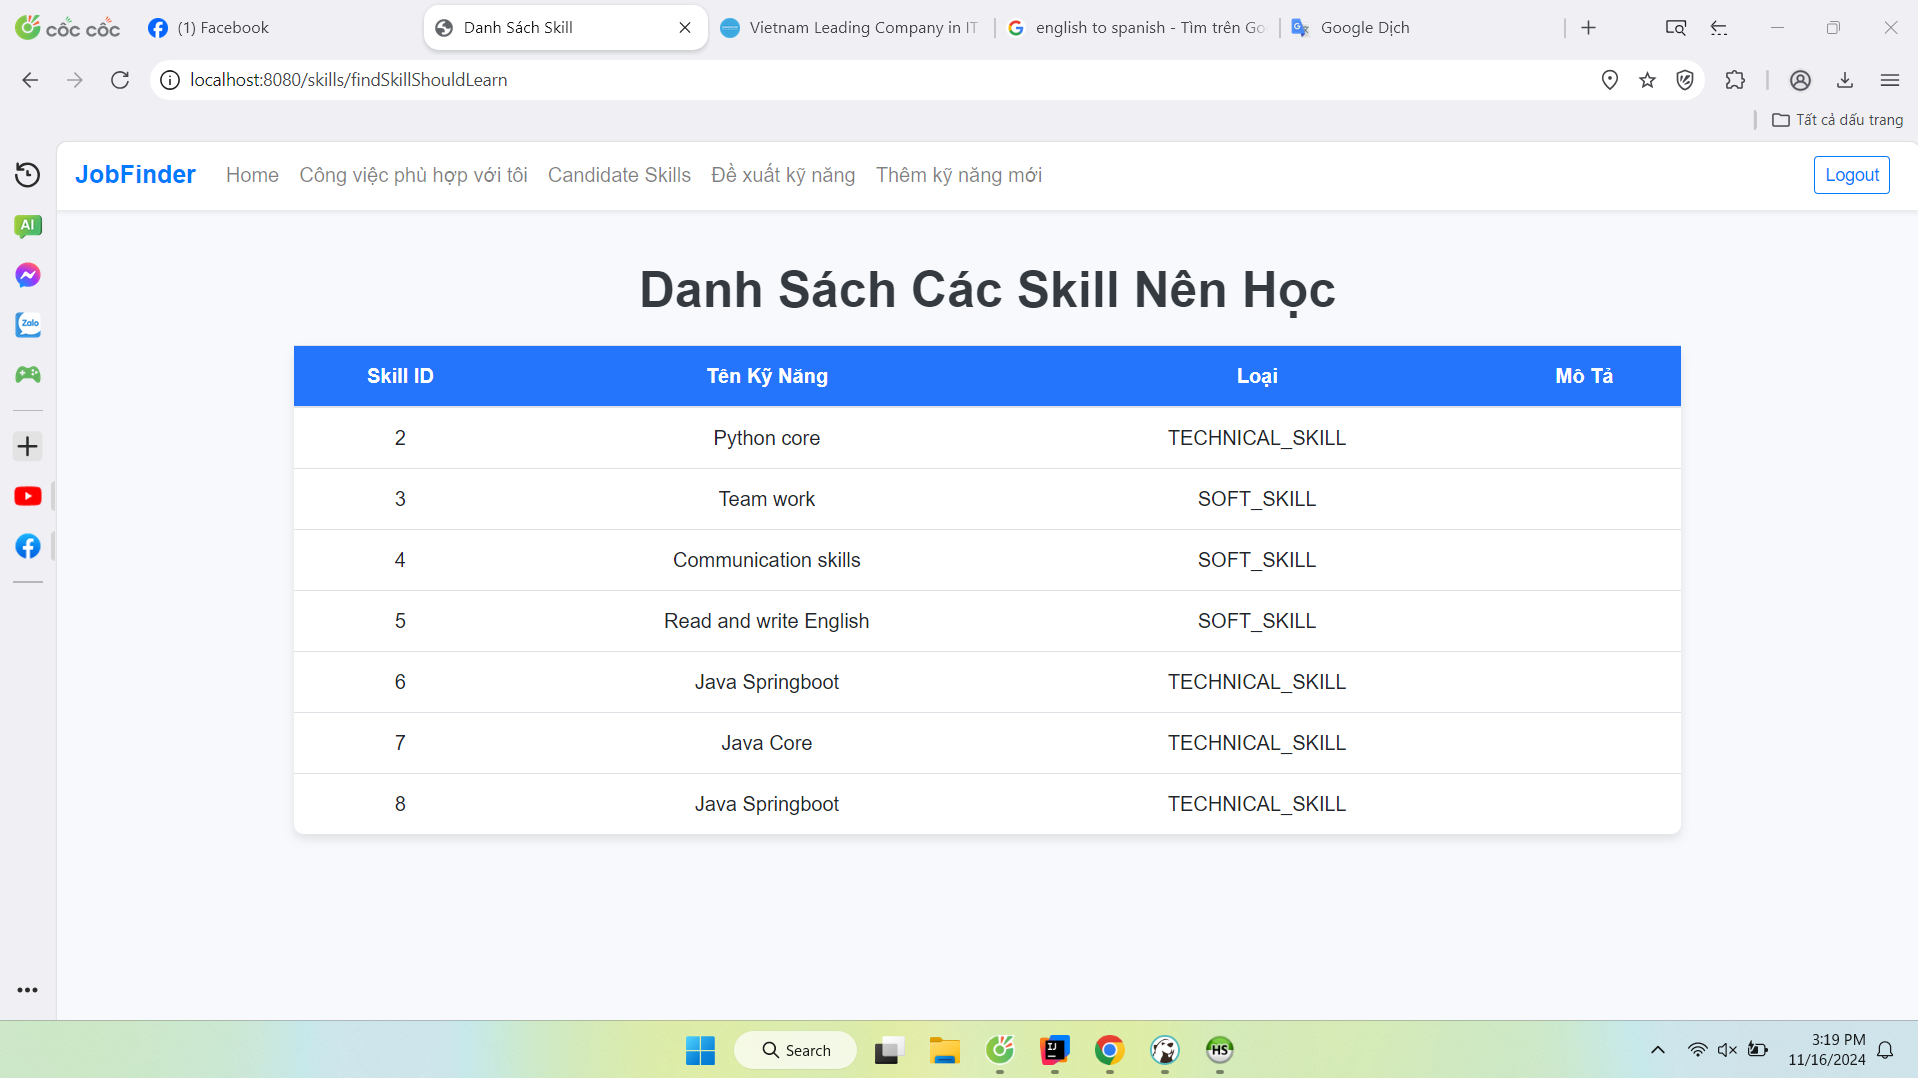 cốc cốc
(1) Facebook
Danh Sách Skill
Vietnam Leading Company in IT
english to spanish - Tìm trên Go
Google Dịch
localhost:8080/skills/findSkillShouldLearn
Tất cả dấu trang
AI
Zalo
JobFinder Home Công việc phù hợp với tôi Candidate Skills Đề xuất kỹ năng Thêm kỹ năng mới Logout
Danh Sách Các Skill Nên Học
Skill ID Tên Kỹ Năng Loại Mô Tả
2 Python core TECHNICAL_SKILL
3 Team work SOFT_SKILL
4 Communication skills SOFT_SKILL
5 Read and write English SOFT_SKILL
6 Java Springboot TECHNICAL_SKILL
7 Java Core TECHNICAL_SKILL
8 Java Springboot TECHNICAL_SKILL
Search
IJ
HS
3:19 PM
11/16/2024